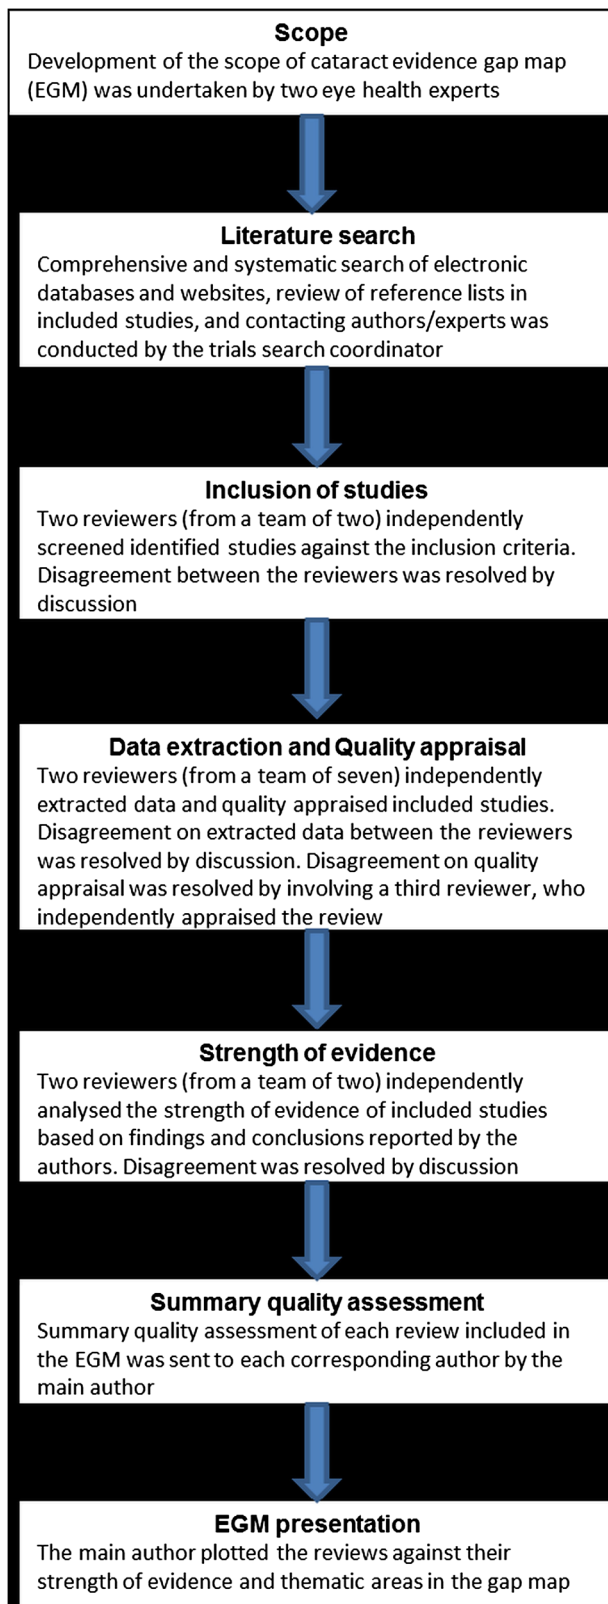 Scope
Development of the scope of cataract evidence gap map
(EGM) was undertaken by two eye health experts
Literature search
Comprehensive and systematic search of electronic
databases and websites, review of reference lists in
included studies, and contacting authors/experts was
conducted by the trials search coordinator
Inclusion of studies
Two reviewers (from a team of two) independently
screened identified studies against the inclusion criteria.
Disagreement between the reviewers was resolved by
discussion
Data extraction and Quality appraisal
Two reviewers (from a team of seven) independently
extracted data and quality appraised included studies.
Disagreement on extracted data between the reviewers
was resolved by discussion. Disagreement on quality
appraisal was resolved by involving a third reviewer, who
independently appraised the review
Strength of evidence
Two reviewers (from a team of two) independently
analysed the strength of evidence of included studies
based on findings and conclusions reported by the
authors. Disagreement was resolved by discussion
Summary quality assessment
Summary quality assessment of each review included in
the EGM was sent to each corresponding author by the
main author
EGM presentation
The main author plotted the reviews against their
strength of evidence and thematic areas in the gap map